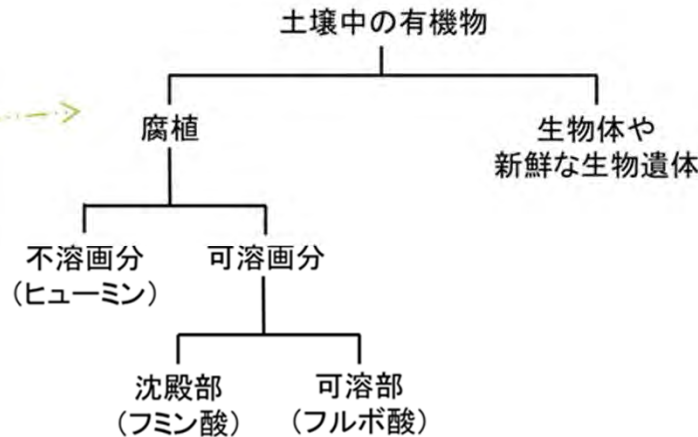 土壌中の有機物
腐植
生物体や
新鮮な生物遺体
不溶画分
(ヒューミン)
可溶画分
沈殿部
(フミン酸)
可溶部
(フルボ酸)